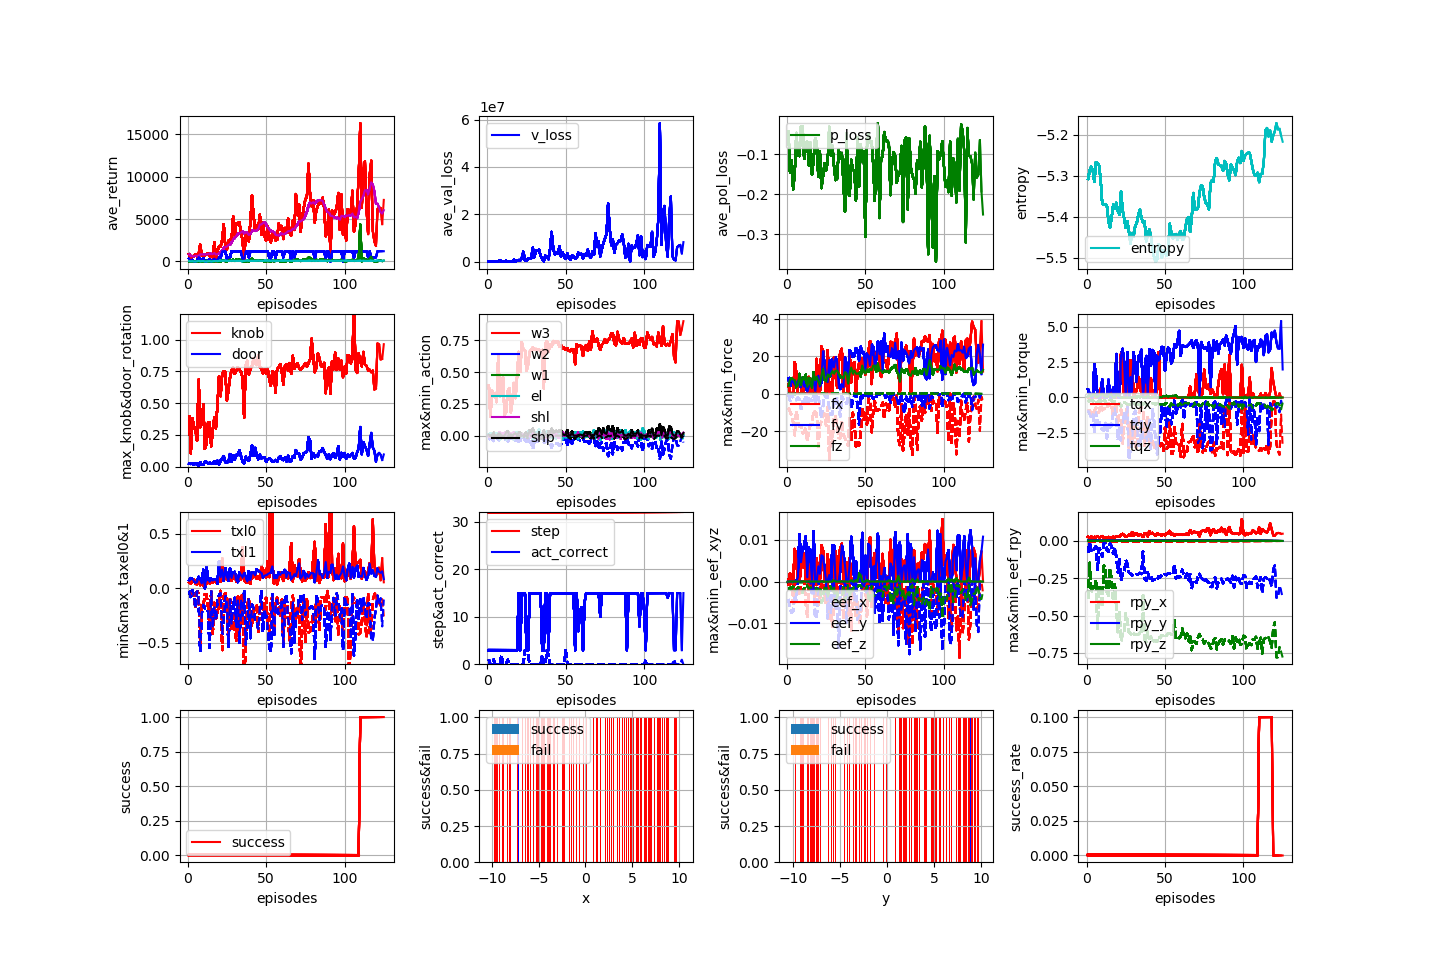 15000
10000
5000
0
0
50
100
ave_return
episodes
1e7
6
4
2
0
0
50
100
ave_val_loss
episodes
v_loss
−0.1
−0.2
−0.3
0
50
100
ave_pol_loss
episodes
p_loss
−5.2
−5.3
−5.4
−5.5
0
50
100
entropy
episodes
entropy
1.00
0.75
0.50
0.25
0.00
0
50
100
max_knob&door_rotation
episodes
knob
door
0.75
0.50
0.25
0.00
0
50
100
max&min_action
episodes
w3
w2
w1
el
shl
shp
40
20
0
−20
0
50
100
max&min_force
episodes
fx
fy
fz
5.0
2.5
0.0
−2.5
0
50
100
max&min_torque
episodes
tqx
tqy
tqz
0.5
0.0
−0.5
0
50
100
min&max_taxel0&1
episodes
txl0
txl1
30
20
10
0
0
50
100
step&act_correct
episodes
step
act_correct
0.01
0.00
−0.01
0
50
100
max&min_eef_xyz
episodes
eef_x
eef_y
eef_z
0.00
−0.25
−0.50
−0.75
0
50
100
max&min_eef_rpy
episodes
rpy_x
rpy_y
rpy_z
1.00
0.75
0.50
0.25
0.00
0
50
100
success
episodes
success
1.00
0.75
0.50
0.25
0.00
−10
−5
0
5
10
success&fail
x
success
fail
1.00
0.75
0.50
0.25
0.00
−10
−5
0
5
10
success&fail
y
success
fail
0.100
0.075
0.050
0.025
0.000
0
50
100
success_rate
episodes